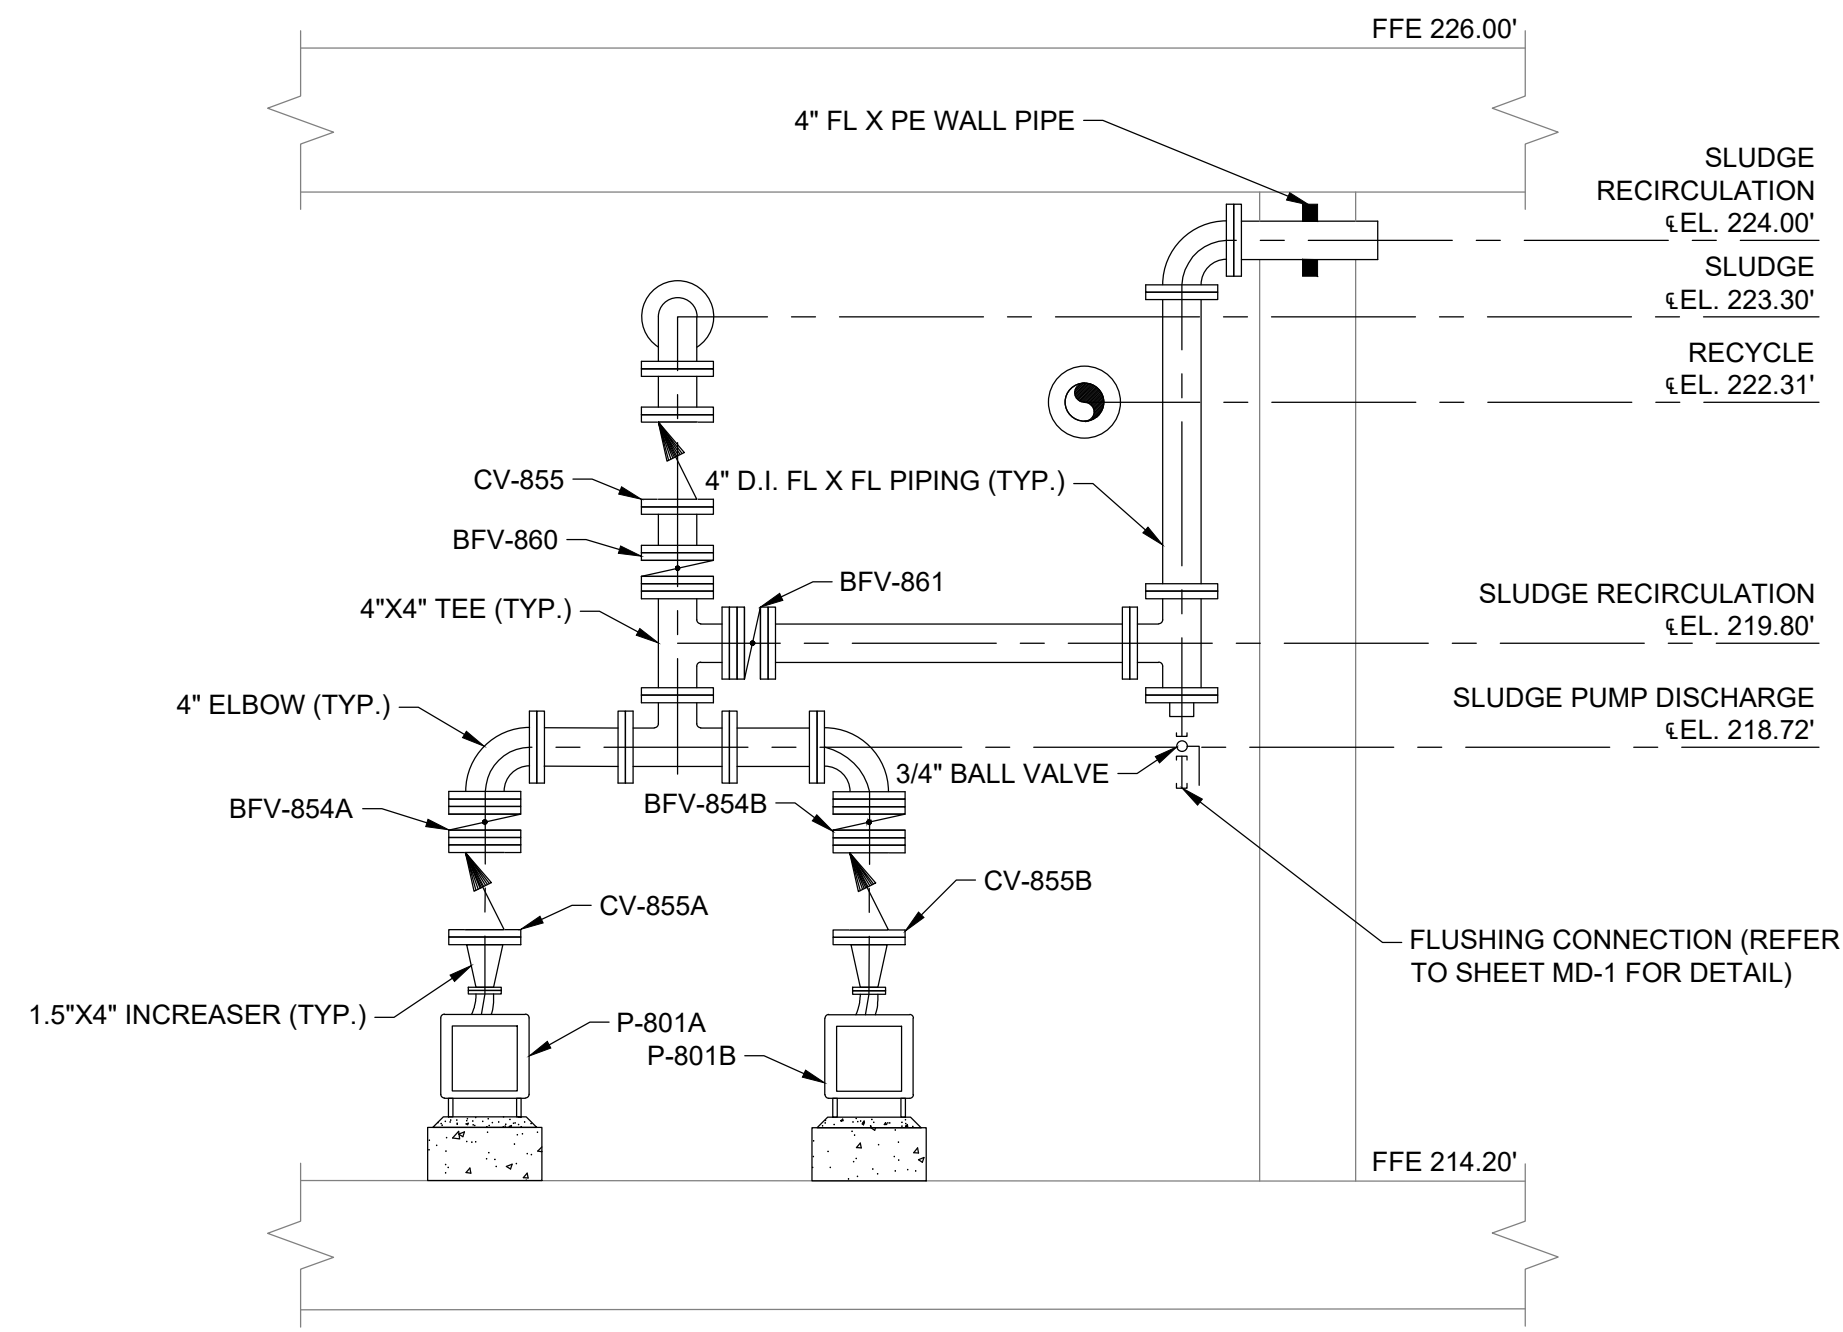 FFE 226.00'
4" FL X PE WALL PIPE
SLUDGE
RECIRCULATION
℄EL. 224.00'
SLUDGE
℄EL. 223.30'
RECYCLE
℄EL. 222.31'
CV-855
4" D.I. FL X FL PIPING (TYP.)
BFV-860
BFV-861
4"X4" TEE (TYP.)
SLUDGE RECIRCULATION
℄EL. 219.80'
4" ELBOW (TYP.)
SLUDGE PUMP DISCHARGE
℄EL. 218.72'
3/4" BALL VALVE
BFV-854A
BFV-854B
CV-855A
CV-855B
FLUSHING CONNECTION (REFER
TO SHEET MD-1 FOR DETAIL)
1.5"X4" INCREASER (TYP.)
P-801A
P-801B
FFE 214.20'